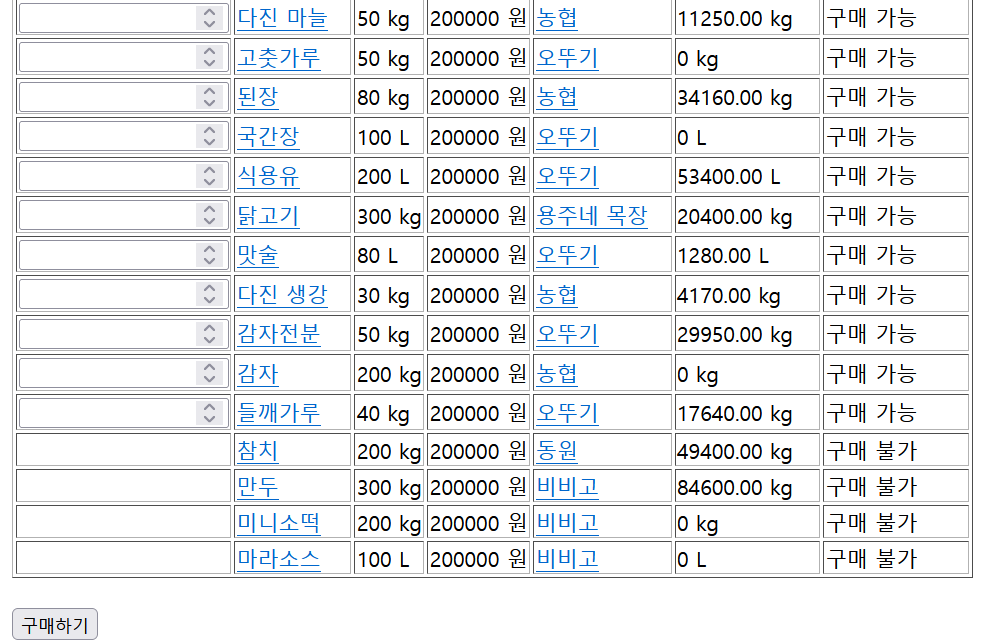 다진 마늘 50 kg 200000 원 농협 11250.00 kg 구매 가능
고춧가루 50 kg 200000 원 오뚜기 0 kg 구매 가능
된장 80 kg 200000 원 농협 34160.00 kg 구매 가능
국간장 100 L 200000 원 오뚜기 0 L 구매 가능
식용유 200 L 200000 원 오뚜기 53400.00 L 구매 가능
닭고기 300 kg 200000 원 용주네 목장 20400.00 kg 구매 가능
맛술 80 L 200000 원 오뚜기 1280.00 L 구매 가능
다진 생강 30 kg 200000 원 농협 4170.00 kg 구매 가능
감자전분 50 kg 200000 원 오뚜기 29950.00 kg 구매 가능
감자 200 kg 200000 원 농협 0 kg 구매 가능
들깨가루 40 kg 200000 원 오뚜기 17640.00 kg 구매 가능
참치 200 kg 200000 원 동원 49400.00 kg 구매 불가
만두 300 kg 200000 원 비비고 84600.00 kg 구매 불가
미니소떡 200 kg 200000 원 비비고 0 kg 구매 불가
마라소스 100 L 200000 원 비비고 0 L 구매 불가
구매하기